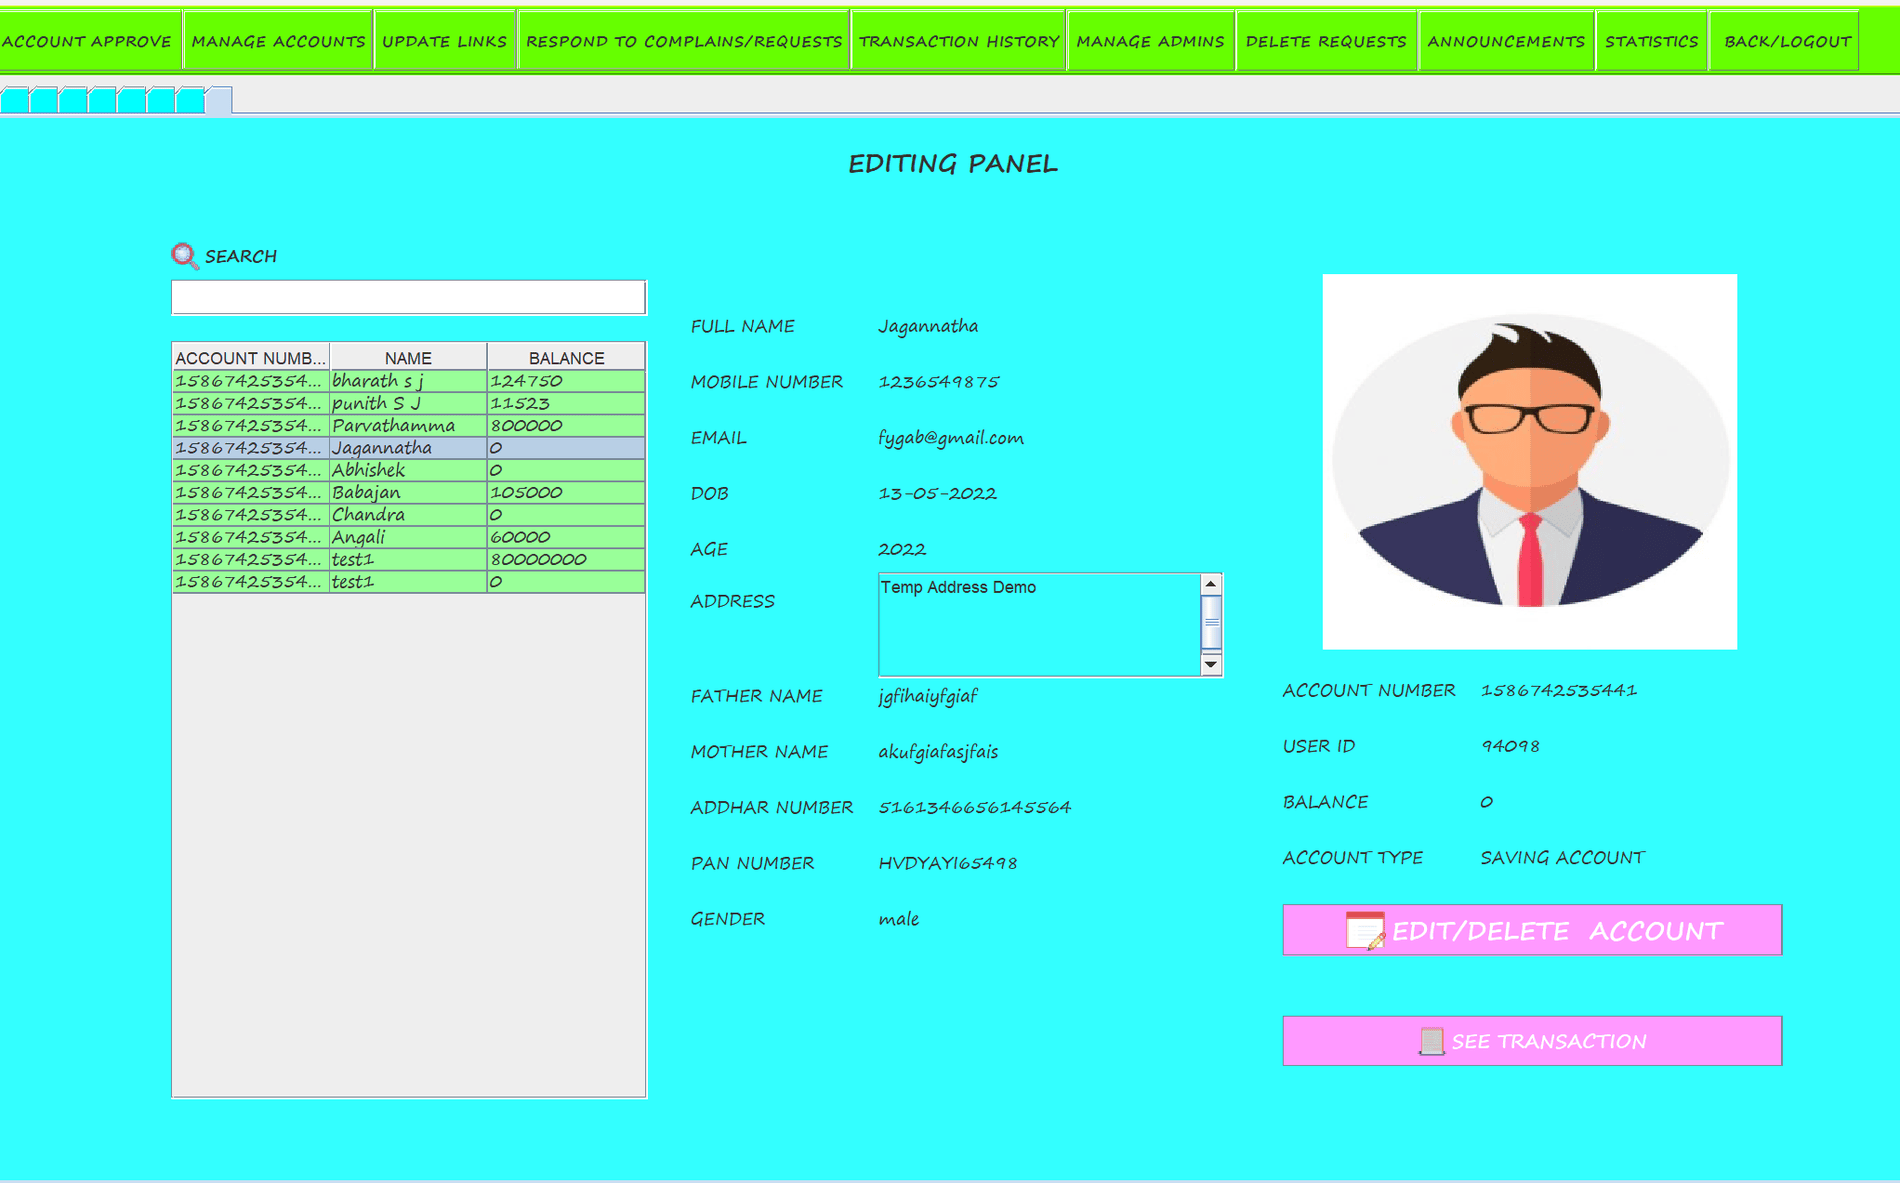 ACCOUNT APPROVE MANAGE ACCOUNTS UPDATE LINKS RESPOND TO COMPLAINS/REQUESTS TRANSACTION HISTORY MANAGE ADMINS DELETE REQUESTS ANNOUNCEMENTS STATISTICS BACK/LOGOUT
EDITING PANEL
SEARCH
ACCOUNT NUMB... NAME BALANCE
15867425354... bharath s j 124750
15867425354... punith S J 11523
15867425354... Parvathamma 800000
15867425354... Jagannatha 0
15867425354... Abhishek 0
15867425354... Babajan 105000
15867425354... Chandra 0
15867425354... Angali 60000
15867425354... test1 80000000
15867425354... test1 0
FULL NAME Jagannatha
MOBILE NUMBER 1236549875
EMAIL fygab@gmail.com
DOB 13-05-2022
AGE 2022
ADDRESS Temp Address Demo
FATHER NAME jgfihaiyfgiaf
MOTHER NAME akufgiafasjfais
ADDHAR NUMBER 5161346656145564
PAN NUMBER HVDYAYI65498
GENDER male
ACCOUNT NUMBER 1586742535441
USER ID 94098
BALANCE 0
ACCOUNT TYPE SAVING ACCOUNT
EDIT/DELETE ACCOUNT
SEE TRANSACTION